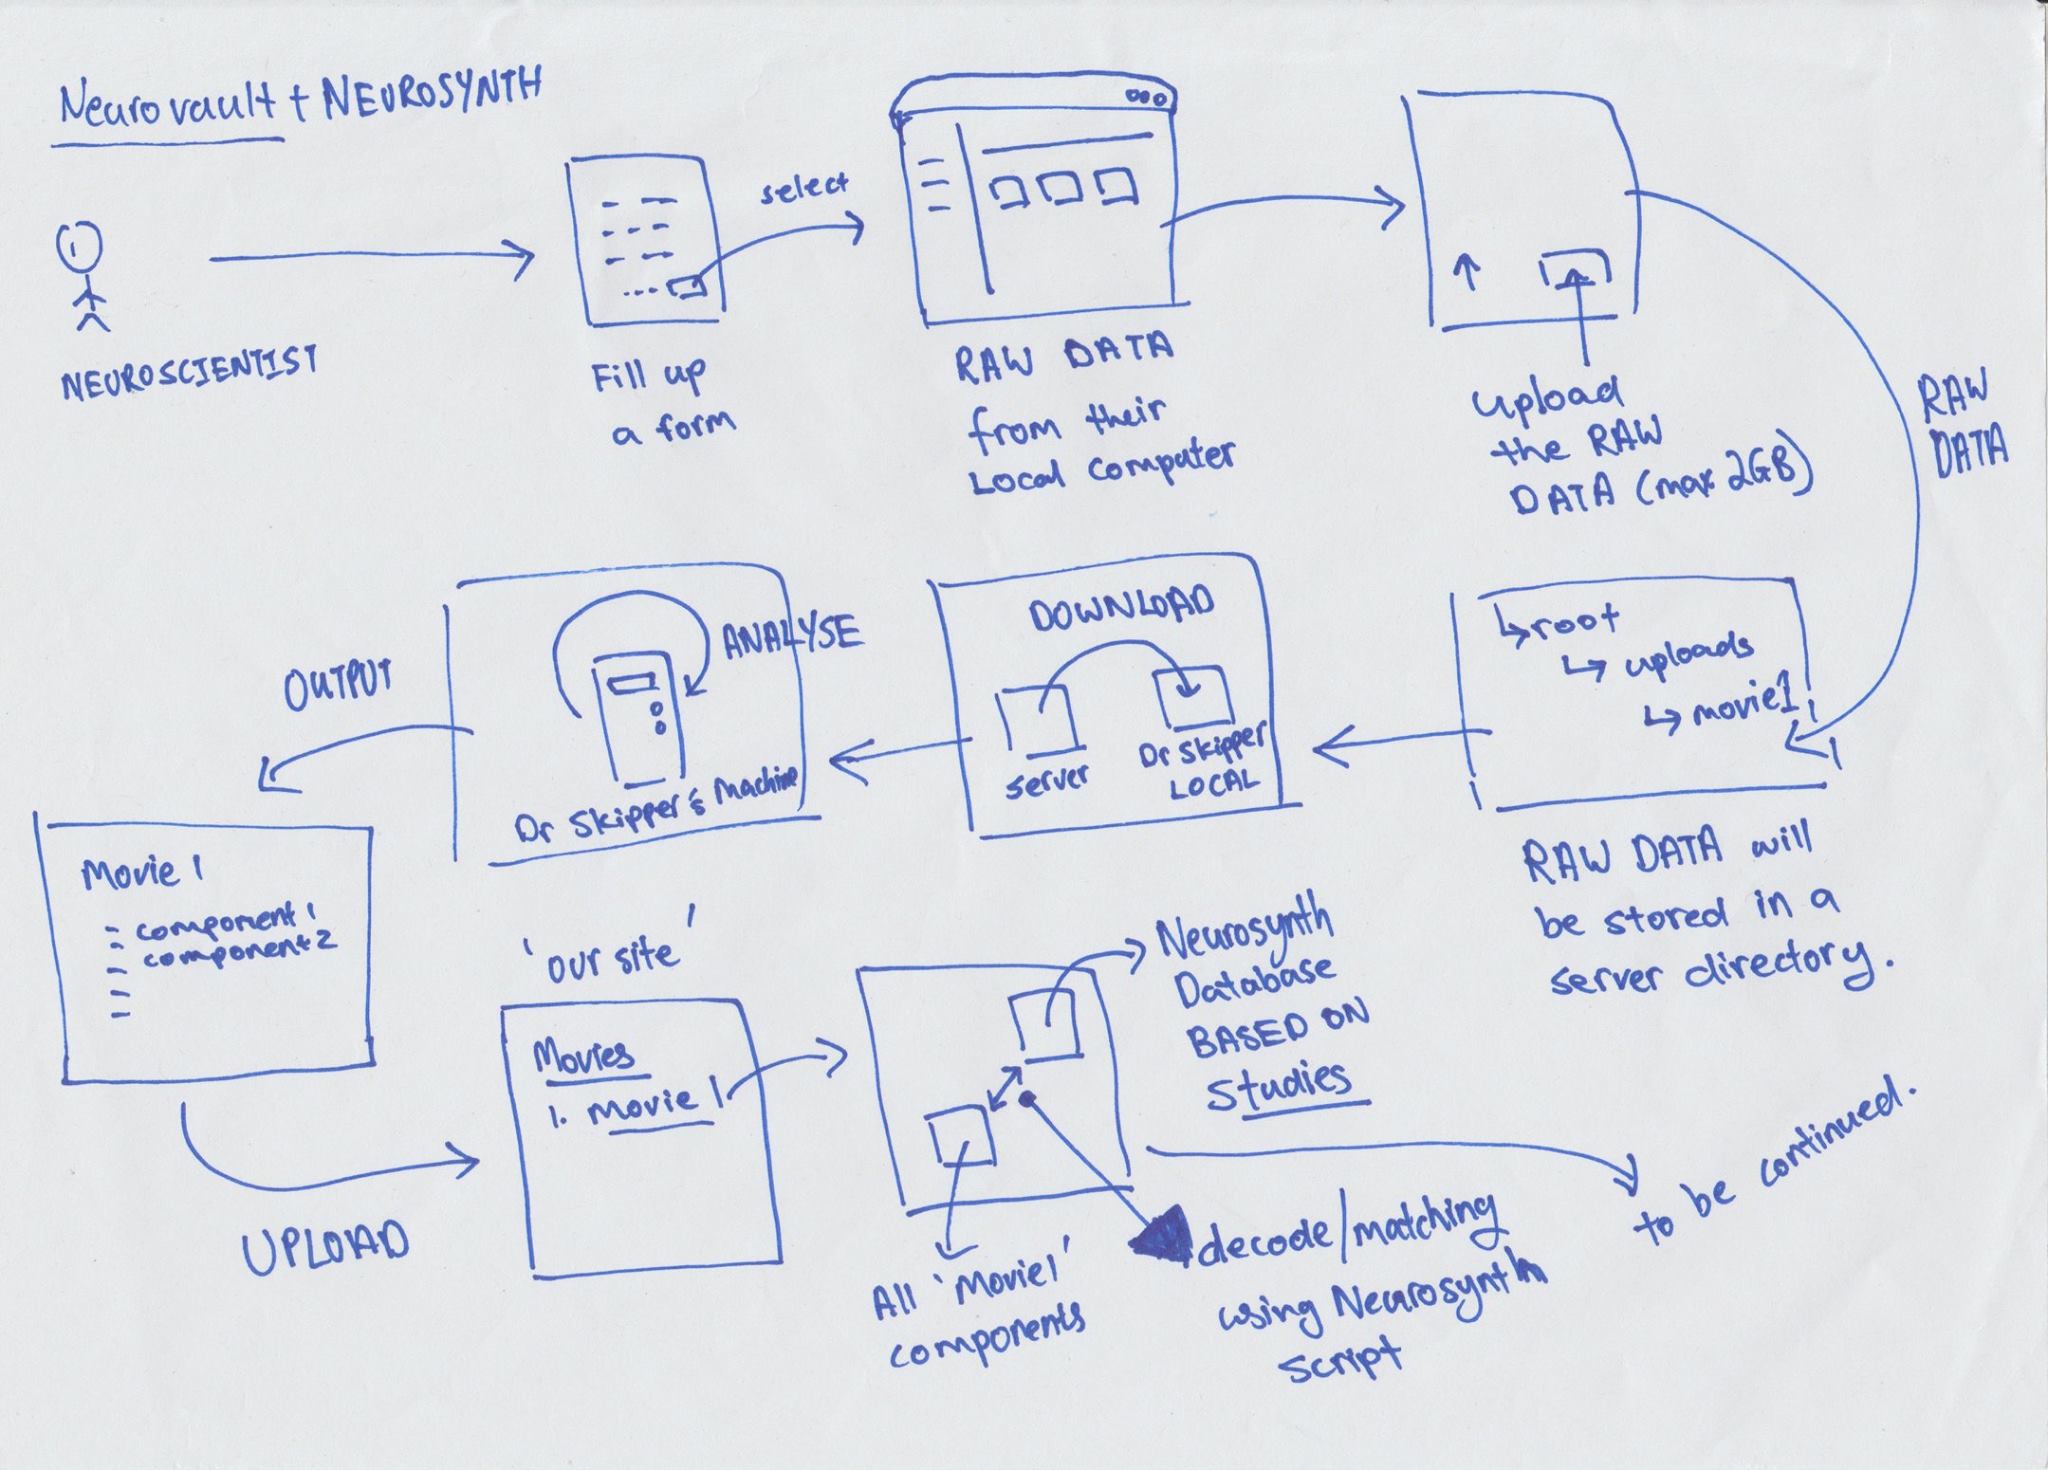 Neurovault + NEUROSYNTH
NEUROSCIENTIST
Fill up
a form
select
RAW DATA
from their
Local computer
upload
the RAW
DATA (max 2GB)
RAW
DATA
root
uploads
movie1
RAW DATA will
be stored in a
server directory.
DOWNLOAD
server
Dr Skipper
LOCAL
ANALYSE
Dr Skipper's Machine
OUTPUT
Movie 1
- component 1
- component 2
-
-
-
UPLOAD
'our site'
Movies
1. Movie 1
Neurosynth
Database
BASED ON
Studies
All 'Movie1'
components
decode/matching
using Neurosynth
script
to be continued.